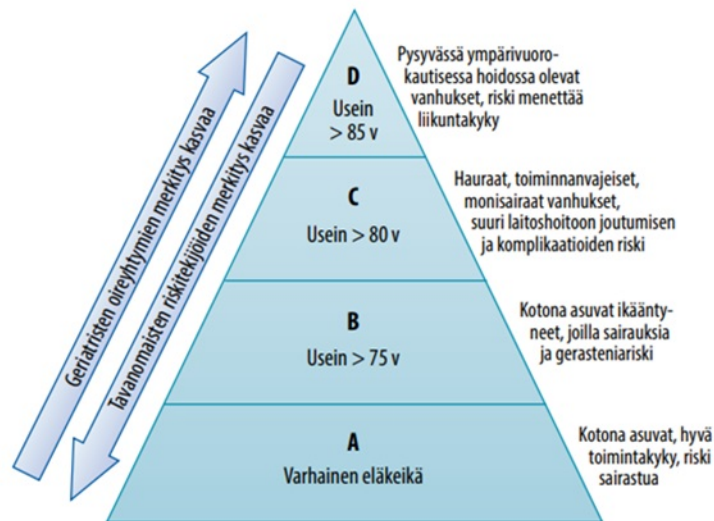 Geriatristen oireyhtymien merkitys kasvaa
Tavanomaisten riskitekijöiden merkitys kasvaa
D
Usein
> 85 v
Pysyvässä ympärivuoro-
kautisessa hoidossa olevat
vanhukset, riski menettää
liikuntakyky
C
Usein > 80 v
Hauraat, toiminnanvajeiset,
monisairaat vanhukset,
suuri laitoshoitoon joutumisen
ja komplikaatioiden riski
B
Usein > 75 v
Kotona asuvat ikäänty-
neet, joilla sairauksia
ja gerasteniariski
A
Varhainen eläkeikä
Kotona asuvat, hyvä
toimintakyky, riski
sairastua